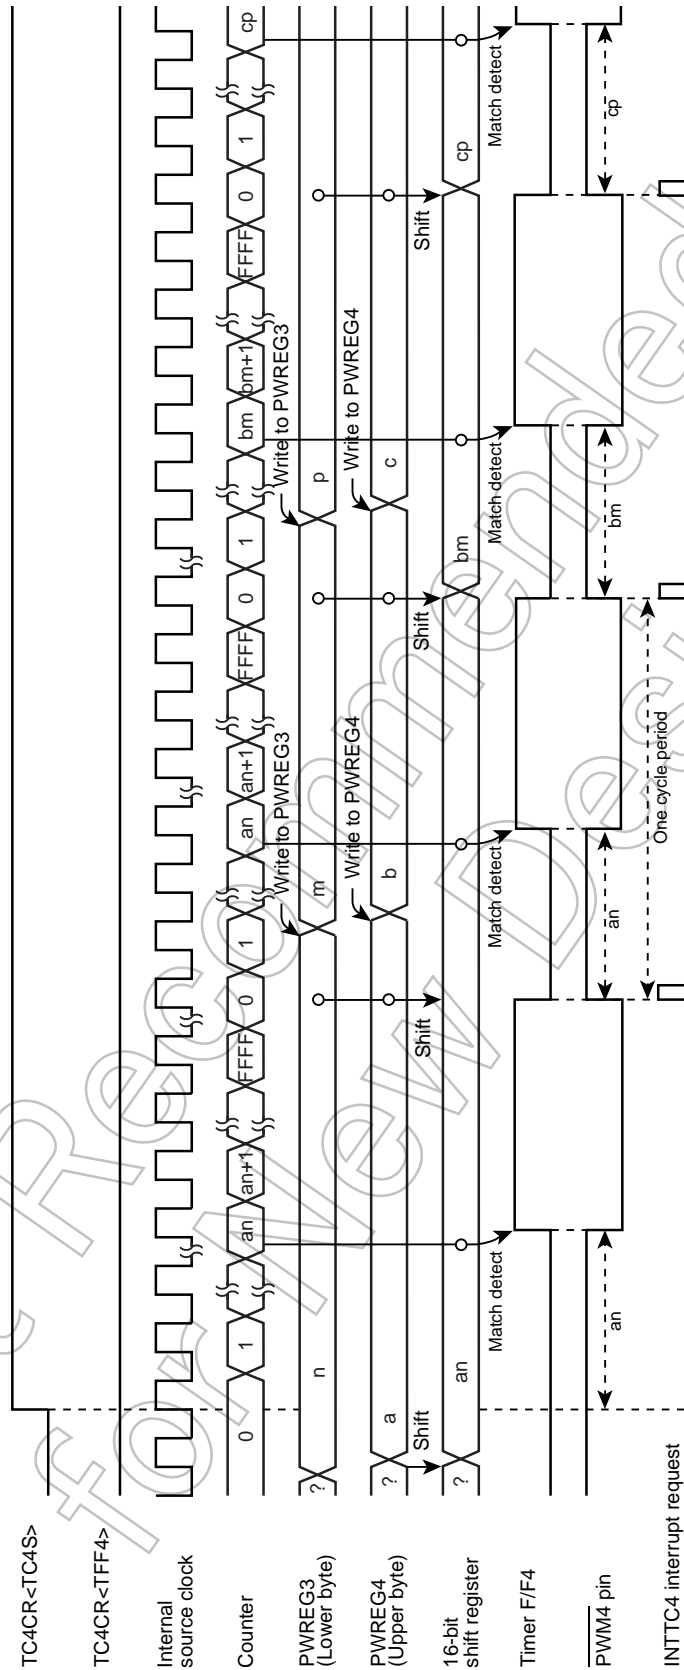 TC4CR<TC4S>
TC4CR<TFF4>
Internal
source clock
Counter
0 1 an an+1 FFFF 0 1 an an+1 FFFF 0 1 bm bm+1 FFFF 0 1 cp
Write to PWREG3
Write to PWREG3
PWREG3
(Lower byte)
? n m p
Write to PWREG4
Write to PWREG4
PWREG4
(Upper byte)
? a b c
Shift
Shift
Shift
Shift
16-bit
shift register
? an bm cp
Match detect
Match detect
Match detect
Match detect
Timer F/F4
PWM4 pin
an an bm cp
One cycle period
INTTC4 interrupt request
Recommended
for New Desi